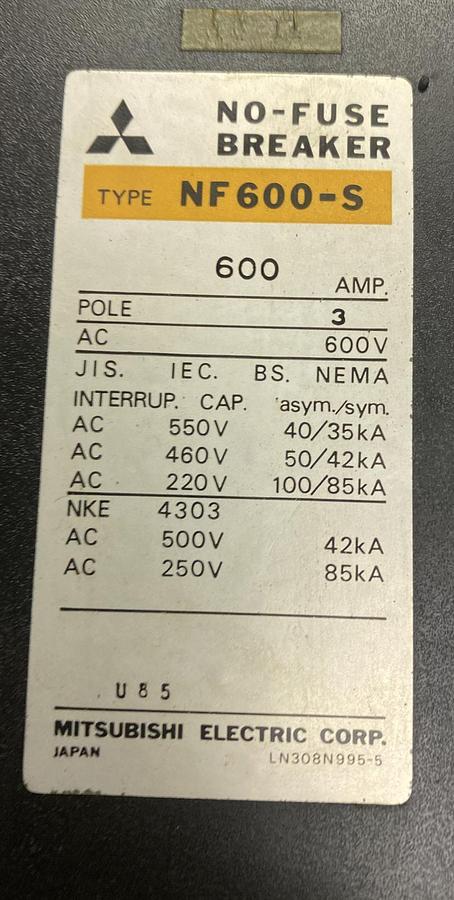 NO-FUSE
BREAKER
TYPE NF600-S
600 AMP.
POLE 3
AC 600V
JIS. IEC. BS. NEMA
INTERRUP. CAP. asym./sym.
AC 550V 40/35kA
AC 460V 50/42kA
AC 220V 100/85kA
NKE 4303
AC 500V 42kA
AC 250V 85kA
U85
MITSUBISHI ELECTRIC CORP.
JAPAN LN308N995-5